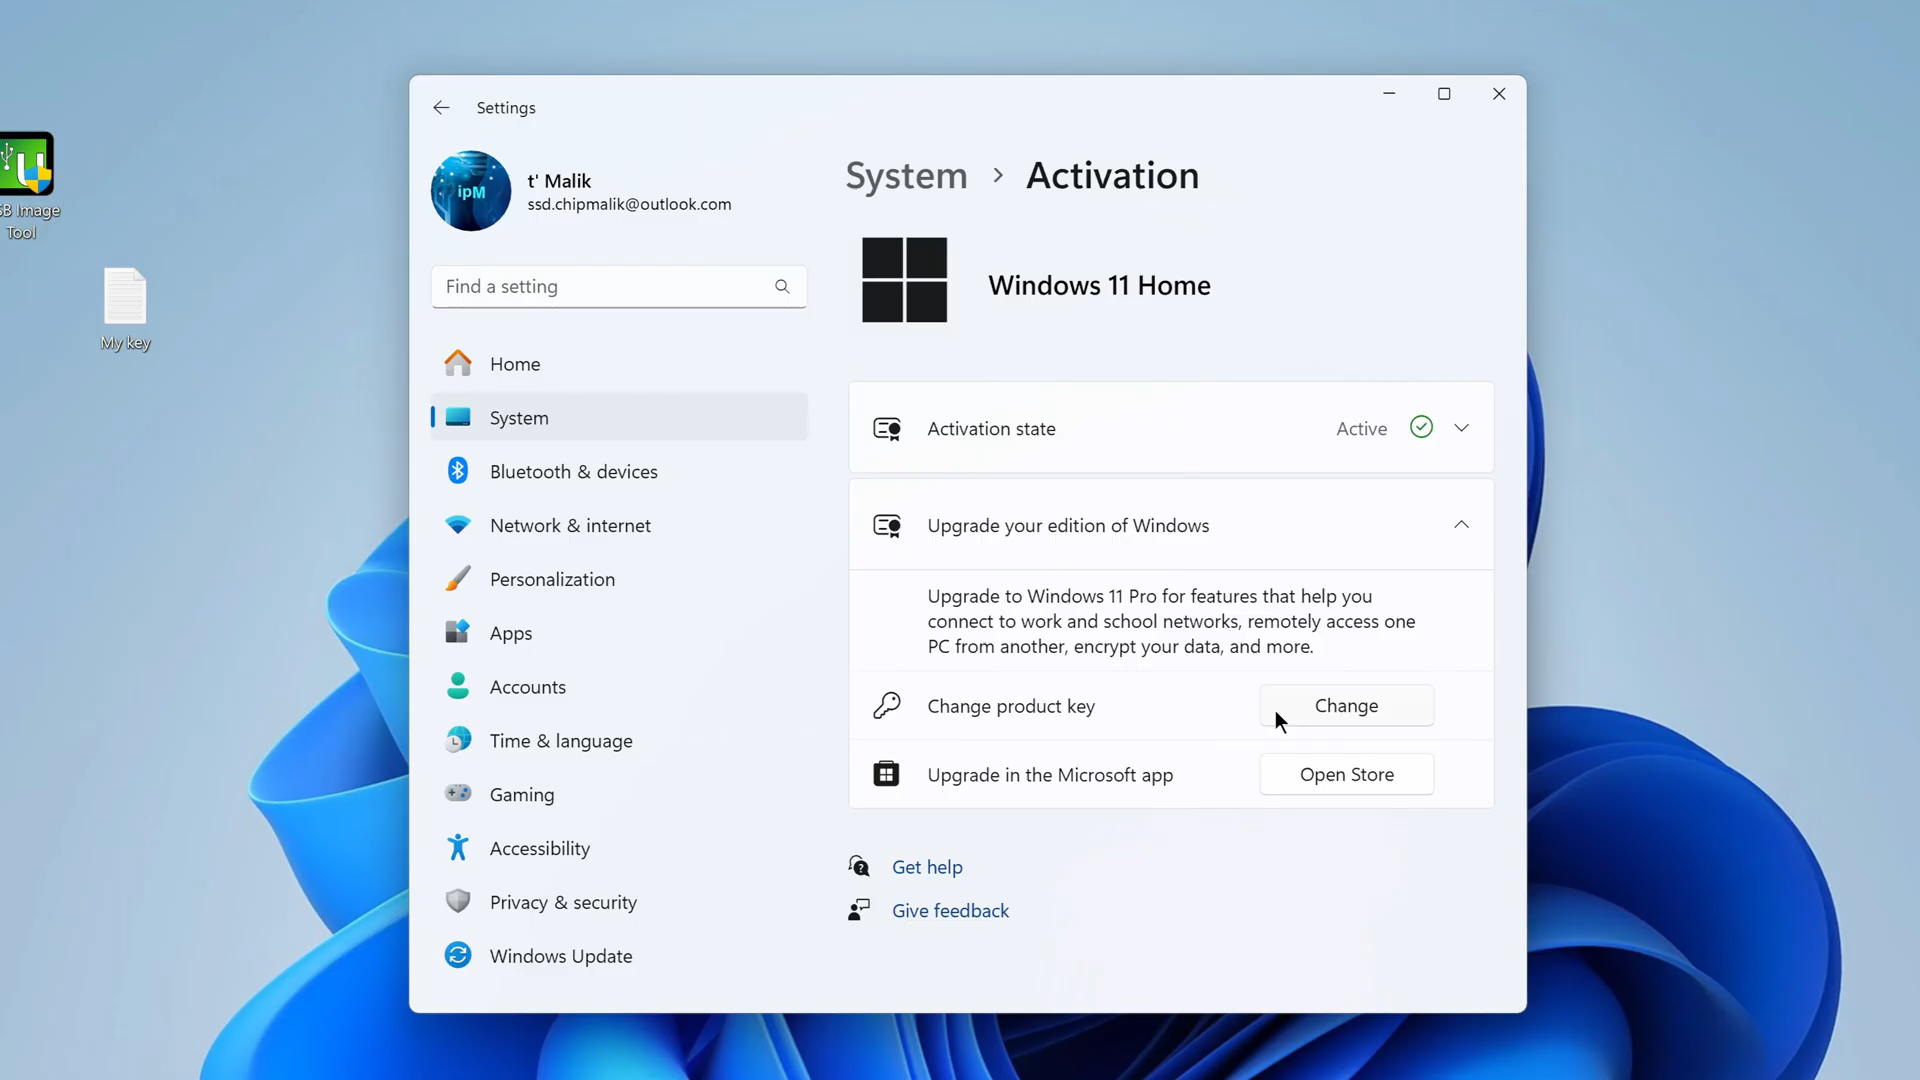 Settings
t' Malik
ssd.chipmalik@outlook.com
ipM
Find a setting
Home
System
Bluetooth & devices
Network & internet
Personalization
Apps
Accounts
Time & language
Gaming
Accessibility
Privacy & security
Windows Update
System > Activation
Windows 11 Home
Activation state Active
Upgrade your edition of Windows
Upgrade to Windows 11 Pro for features that help you
connect to work and school networks, remotely access one
PC from another, encrypt your data, and more.
Change product key Change
Upgrade in the Microsoft app Open Store
Get help
Give feedback
U
SB Image
Tool
My key